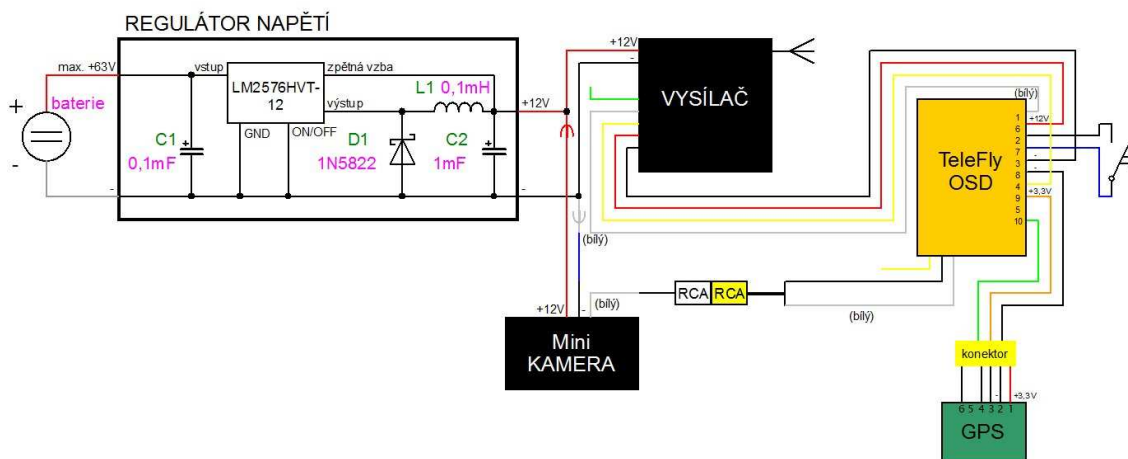 REGULÁTOR NAPĚTÍ
max. +63V
vstup
LM2576HVT-
12
zpětná vazba
výstup
L1 0,1mH
+12V
+
baterie
-
C1
0,1mF
+
GND
ON/OFF
D1
1N5822
C2
1mF
+
-
-
+12V
-
VYSÍLAČ
(bílý)
TeleFly
OSD
(bílý)
1
+12V
6
2
7
-
3
-
8
4
+3,3V
9
5
10
+12V
-
(bílý)
Mini
KAMERA
RCA
RCA
(bílý)
konektor
-
+3,3V
6 5 4 3 2 1
GPS